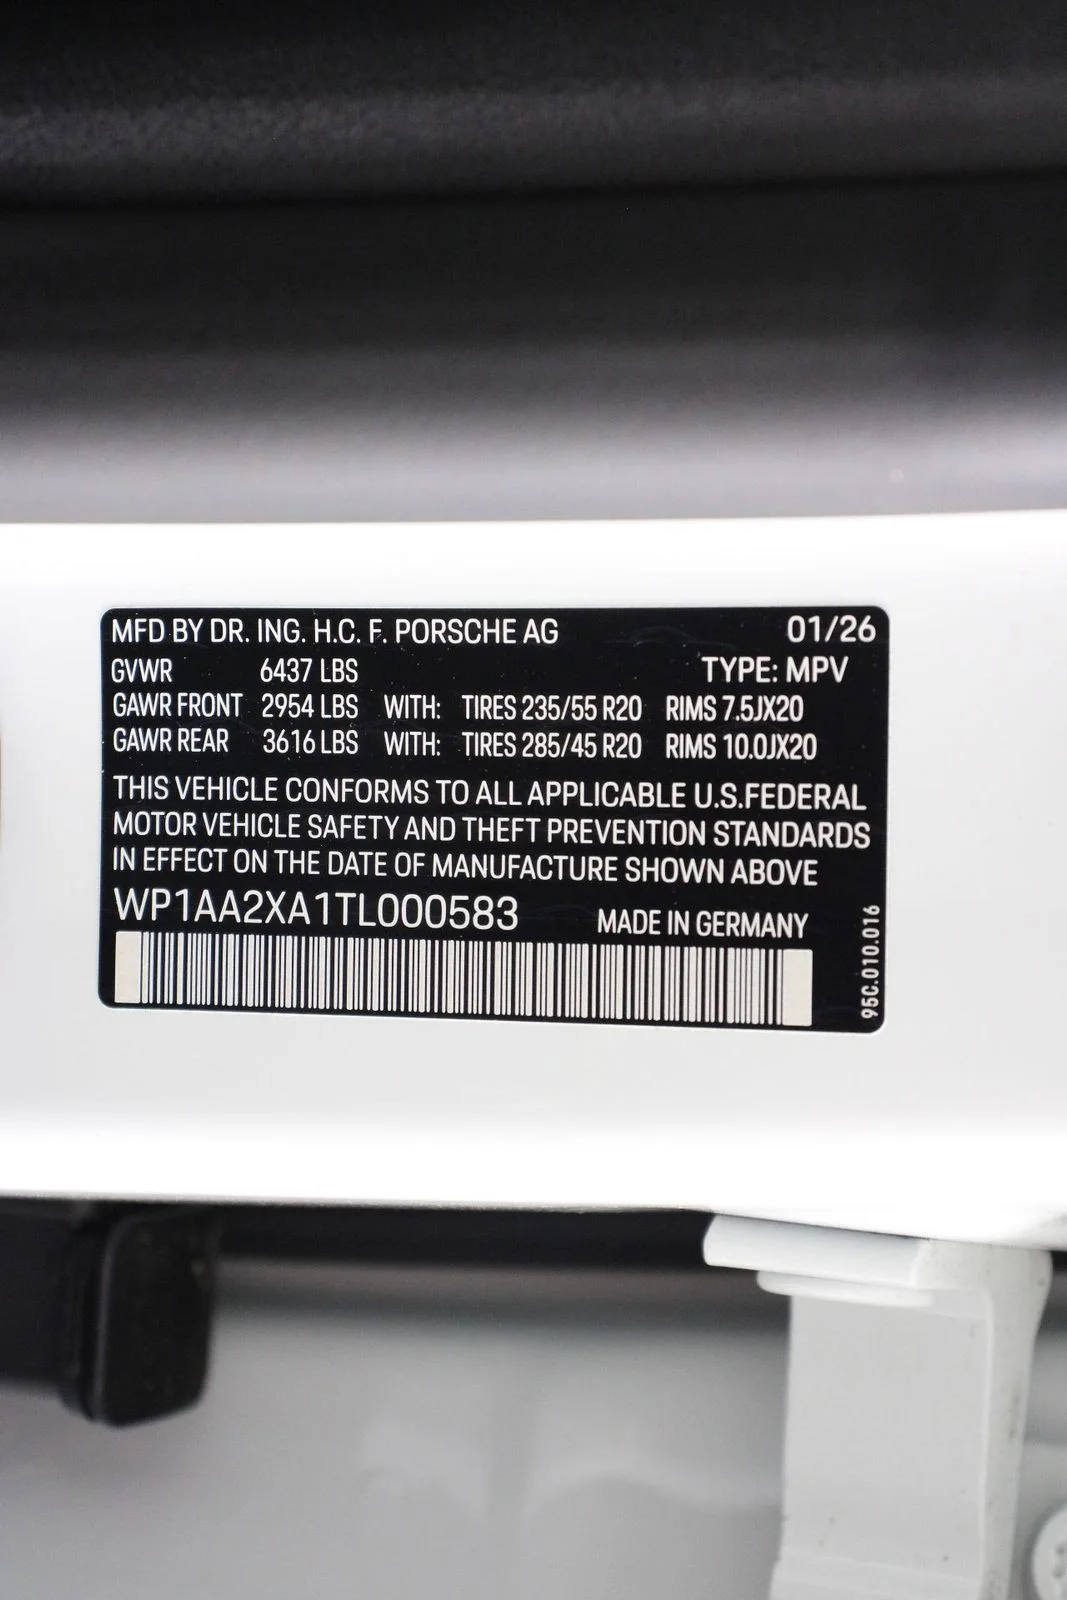 MFD BY DR. ING. H.C. F. PORSCHE AG 01/26
GVWR 6437 LBS TYPE: MPV
GAWR FRONT 2954 LBS WITH: TIRES 235/55 R20 RIMS 7.5JX20
GAWR REAR 3616 LBS WITH: TIRES 285/45 R20 RIMS 10.0JX20
THIS VEHICLE CONFORMS TO ALL APPLICABLE U.S.FEDERAL
MOTOR VEHICLE SAFETY AND THEFT PREVENTION STANDARDS
IN EFFECT ON THE DATE OF MANUFACTURE SHOWN ABOVE
WP1AA2XA1TL000583 MADE IN GERMANY
95C.010.016